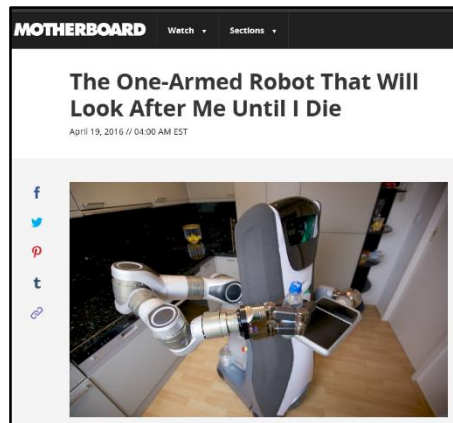 MOTHERBOARD Watch ▾ Sections ▾
The One-Armed Robot That Will
Look After Me Until I Die
April 19, 2016 // 04:00 AM EST
f
t